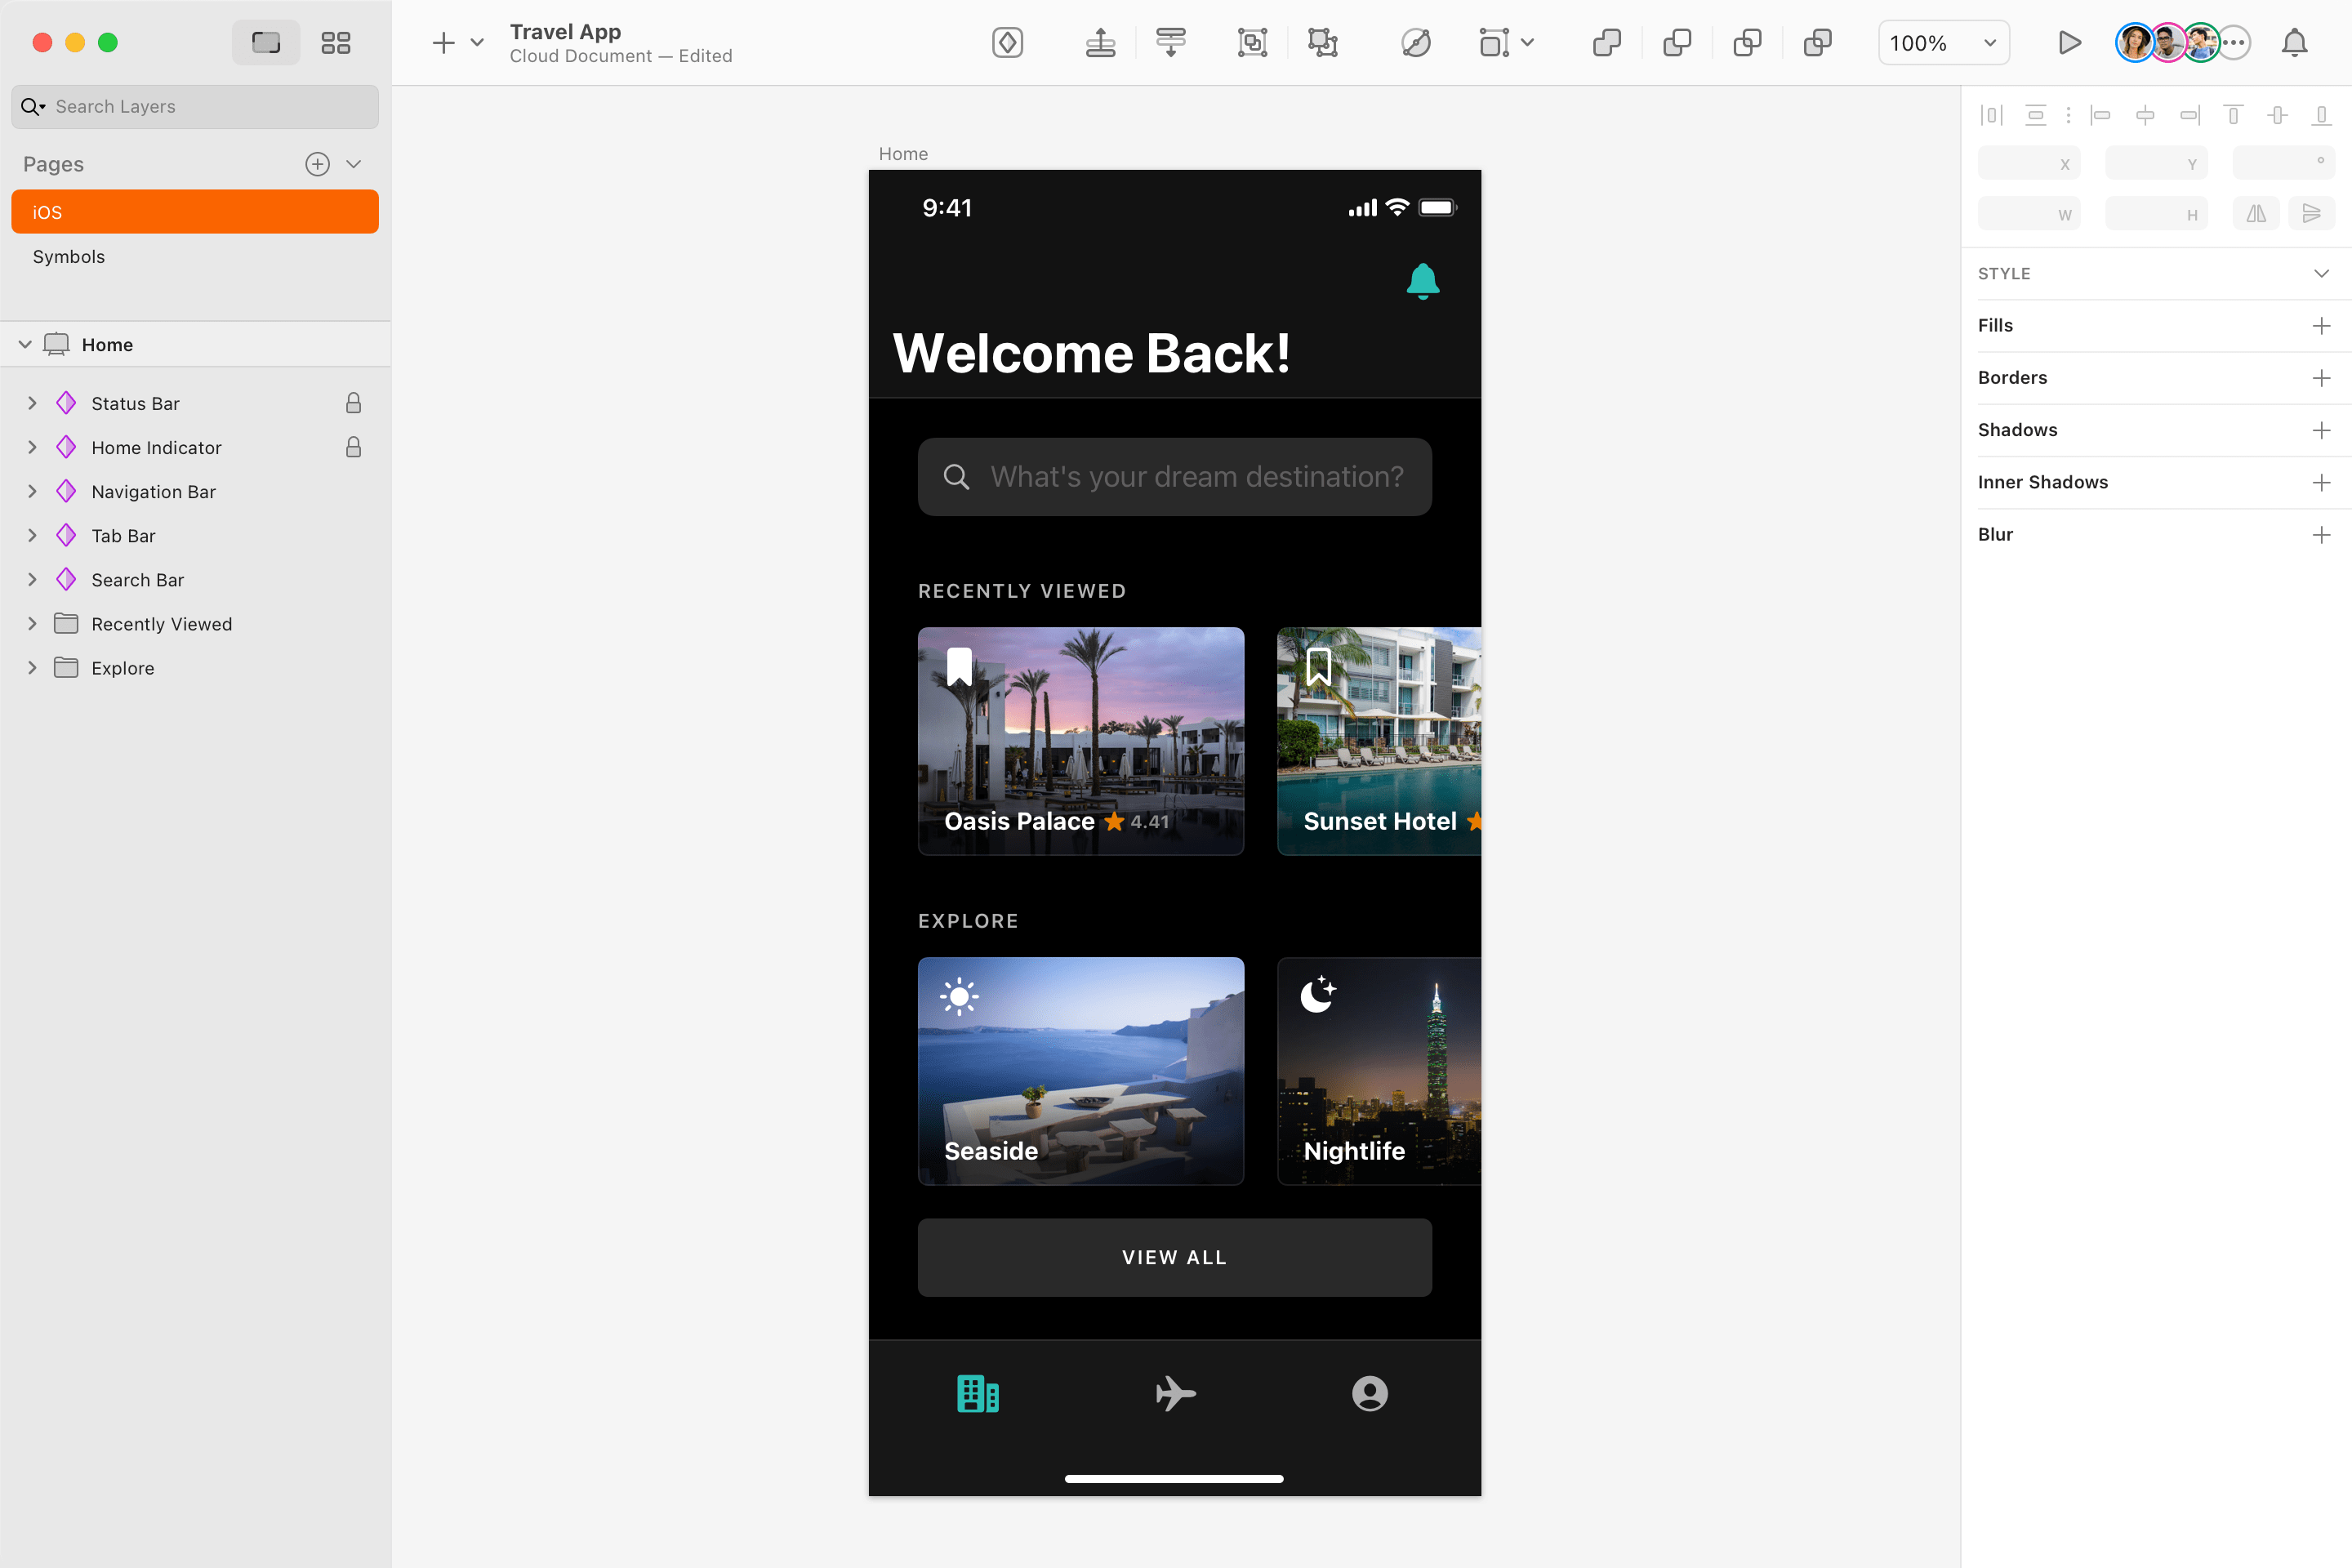 Travel App
Cloud Document — Edited
100%
Search Layers
Pages
iOS
Symbols
Home
Status Bar
Home Indicator
Navigation Bar
Tab Bar
Search Bar
Recently Viewed
Explore
Home
9:41
Welcome Back!
What's your dream destination?
RECENTLY VIEWED
Oasis Palace 4.41
Sunset Hotel
EXPLORE
Seaside
Nightlife
VIEW ALL
X Y °
W H
STYLE
Fills
Borders
Shadows
Inner Shadows
Blur